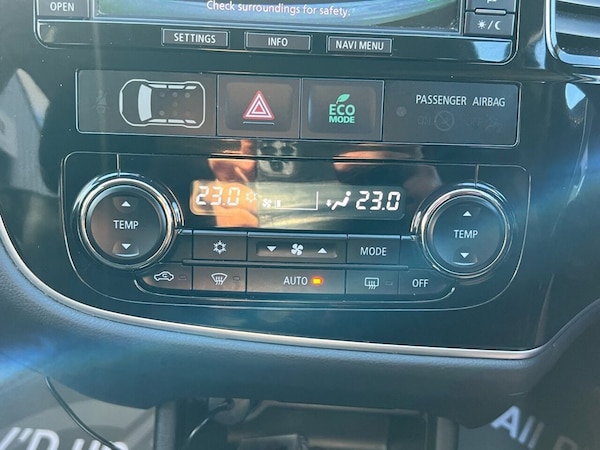 OPEN
Check surroundings for safety.
SETTINGS INFO NAVI MENU
ECO
MODE
PASSENGER AIRBAG
23.0 23.0
TEMP TEMP
MODE
AUTO OFF